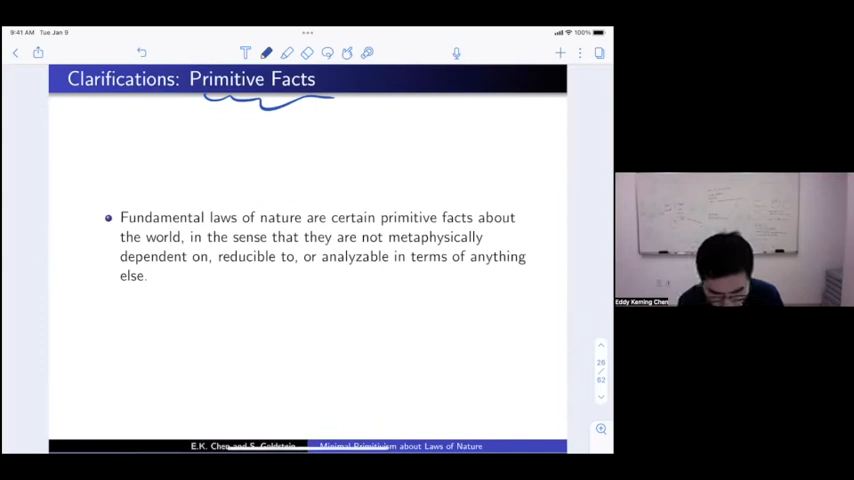 9:41 AM Tue Jan 9
100%
T
Clarifications: Primitive Facts
Fundamental laws of nature are certain primitive facts about
the world, in the sense that they are not metaphysically
dependent on, reducible to, or analyzable in terms of anything
else.
26
/
62
Eddy Keming Chen
E.K. Chen and S. Goldstein
Minimal Primitivism about Laws of Nature